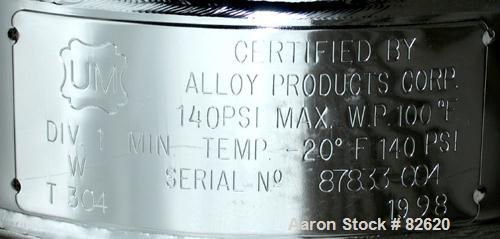 UM
CERTIFIED BY
ALLOY PRODUCTS CORP.
140PSI MAX. W.P. 100°F
DIV. 1 MIN TEMP. -20° F 140 PSI
W SERIAL Nº 87833-004
T 304 1998
Aaron Stock # 82620